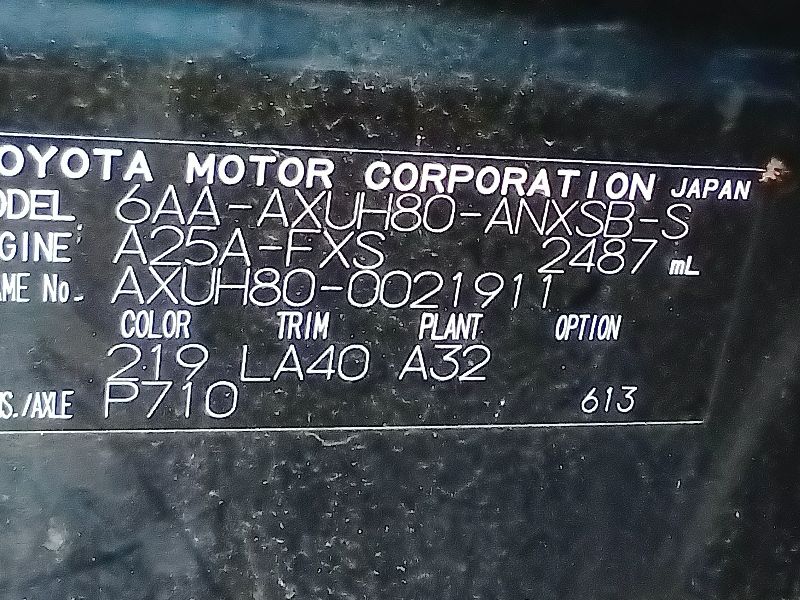 OYOTA MOTOR CORPORATION JAPAN
ODEL 6AA-AXUH80-ANXSB-S
GINE A25A-FXS 2487 mL
AME No. AXUH80-0021911
COLOR TRIM PLANT OPTION
219 LA40 A32
NS./AXLE P710 613